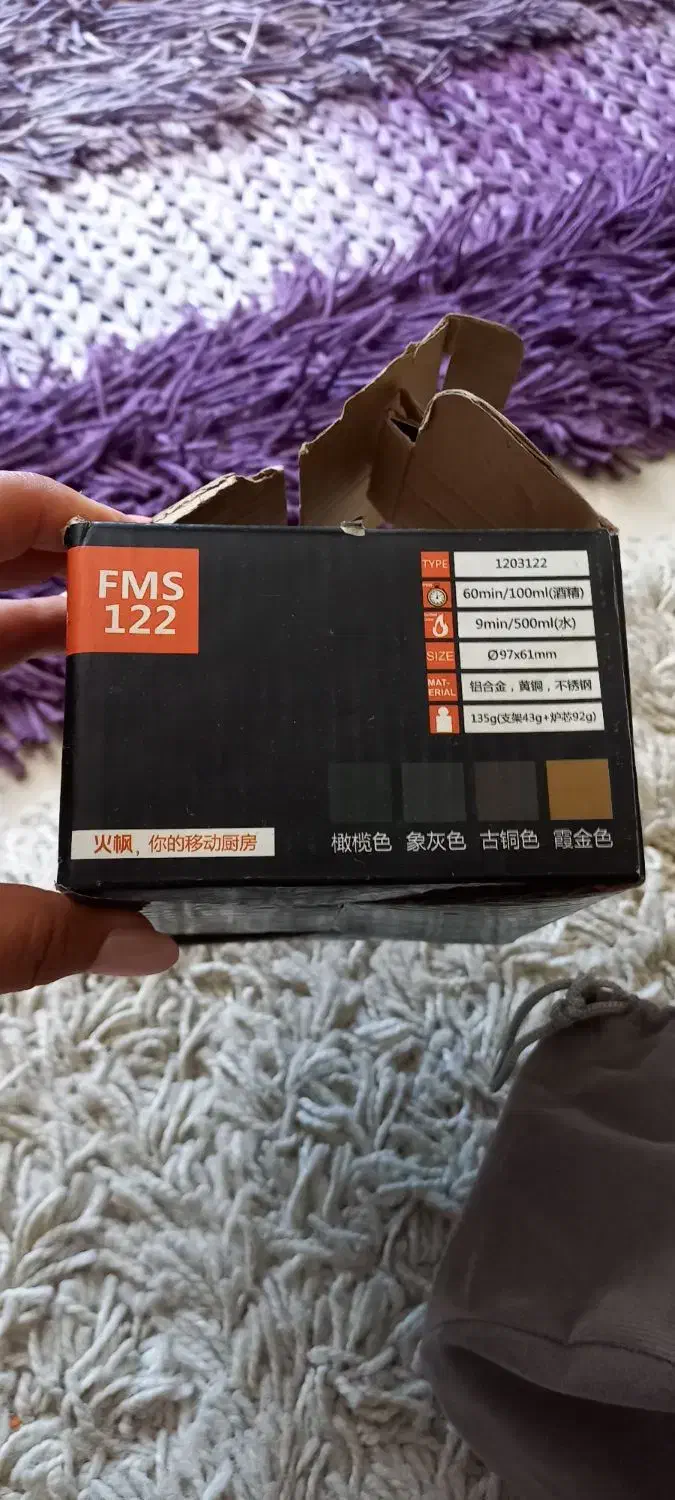 FMS
122
TYPE 1203122
60min/100ml(酒精)
9min/500ml(水)
SIZE Ø97x61mm
MAT-
ERIAL 铝合金，黄铜，不锈钢
135g(支架43g+炉芯92g)
橄榄色 象灰色 古铜色 霞金色
火枫，你的移动厨房